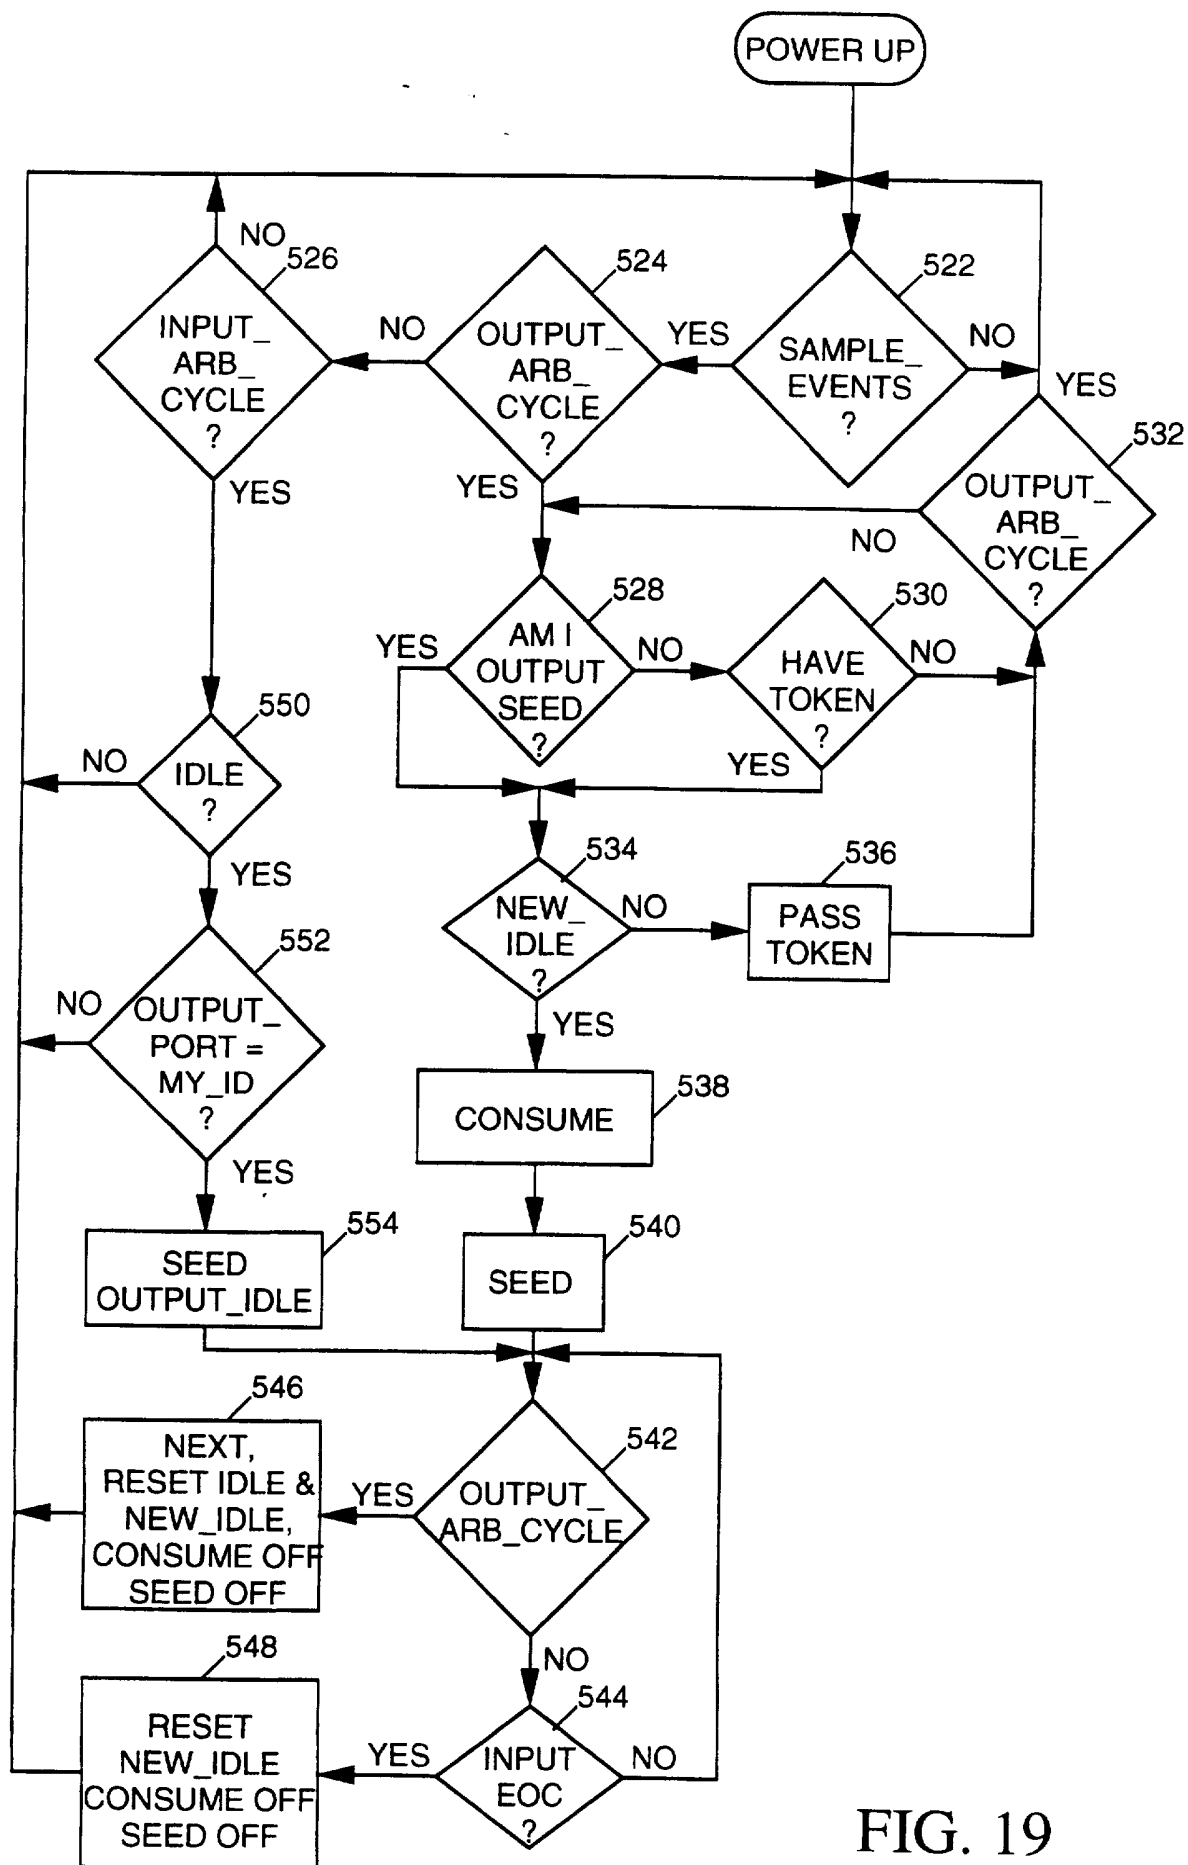 POWER UP
NO
526
INPUT_
ARB_
CYCLE
?
YES
NO
524
OUTPUT_
ARB_
CYCLE
?
YES
YES
522
SAMPLE_
EVENTS
?
NO
YES
532
OUTPUT_
ARB_
CYCLE
?
NO
528
YES
AM I
OUTPUT
SEED
?
NO
530
HAVE
TOKEN
?
NO
YES
550
NO
IDLE
?
YES
534
NEW_
IDLE
?
NO
536
PASS
TOKEN
YES
552
NO
OUTPUT_
PORT =
MY_ID
?
YES
538
CONSUME
554
SEED
OUTPUT_IDLE
540
SEED
546
NEXT,
RESET IDLE &
NEW_IDLE,
CONSUME OFF
SEED OFF
YES
542
OUTPUT_
ARB_CYCLE
NO
548
RESET
NEW_IDLE
CONSUME OFF
SEED OFF
YES
544
INPUT
EOC
?
NO
FIG. 19